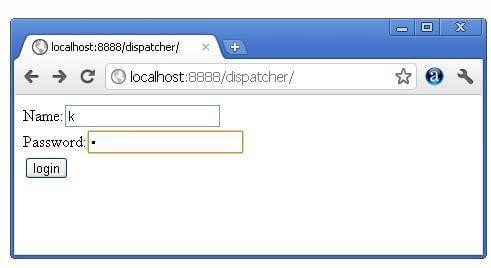 localhost:8888/dispatcher/
localhost:8888/dispatcher/
Name: k
Password: •
login